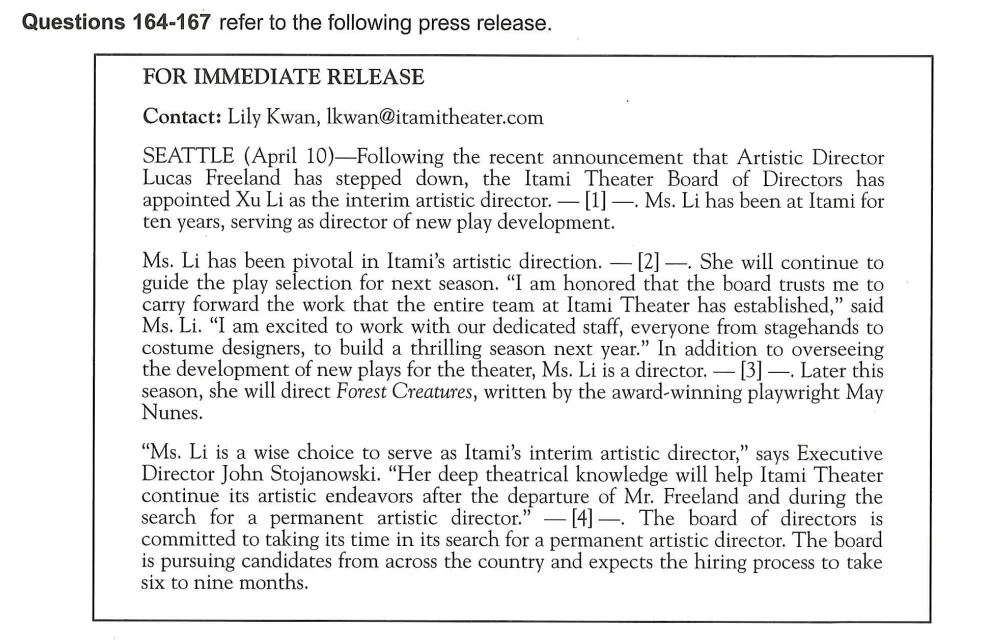 Questions 164-167 refer to the following press release.
FOR IMMEDIATE RELEASE
Contact: Lily Kwan, lkwan@itamitheater.com
SEATTLE (April 10)—Following the recent announcement that Artistic Director
Lucas Freeland has stepped down, the Itami Theater Board of Directors has
appointed Xu Li as the interim artistic director. — [1] —. Ms. Li has been at Itami for
ten years, serving as director of new play development.
Ms. Li has been pivotal in Itami's artistic direction. — [2] —. She will continue to
guide the play selection for next season. “I am honored that the board trusts me to
carry forward the work that the entire team at Itami Theater has established,” said
Ms. Li. “I am excited to work with our dedicated staff, everyone from stagehands to
costume designers, to build a thrilling season next year.” In addition to overseeing
the development of new plays for the theater, Ms. Li is a director. — [3] —. Later this
season, she will direct Forest Creatures, written by the award-winning playwright May
Nunes.
“Ms. Li is a wise choice to serve as Itami's interim artistic director,” says Executive
Director John Stojanowski. “Her deep theatrical knowledge will help Itami Theater
continue its artistic endeavors after the departure of Mr. Freeland and during the
search for a permanent artistic director.” — [4] —. The board of directors is
committed to taking its time in its search for a permanent artistic director. The board
is pursuing candidates from across the country and expects the hiring process to take
six to nine months.